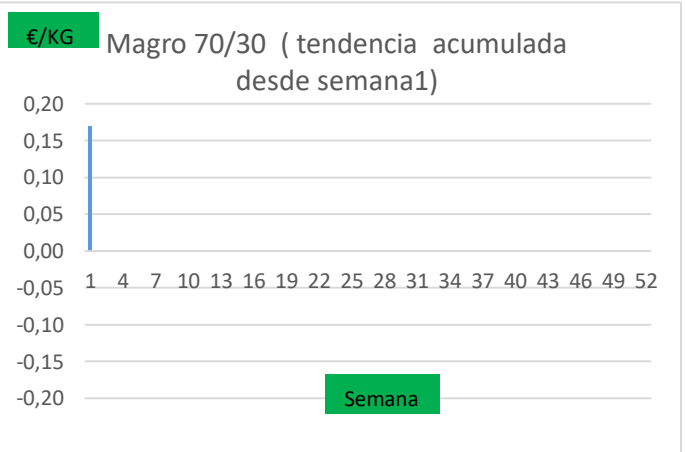 €/KG
Magro 70/30 ( tendencia acumulada
desde semana1)
0,20
0,15
0,10
0,05
0,00
-0,05
-0,10
-0,15
-0,20
1 4 7 10 13 16 19 22 25 28 31 34 37 40 43 46 49 52
Semana